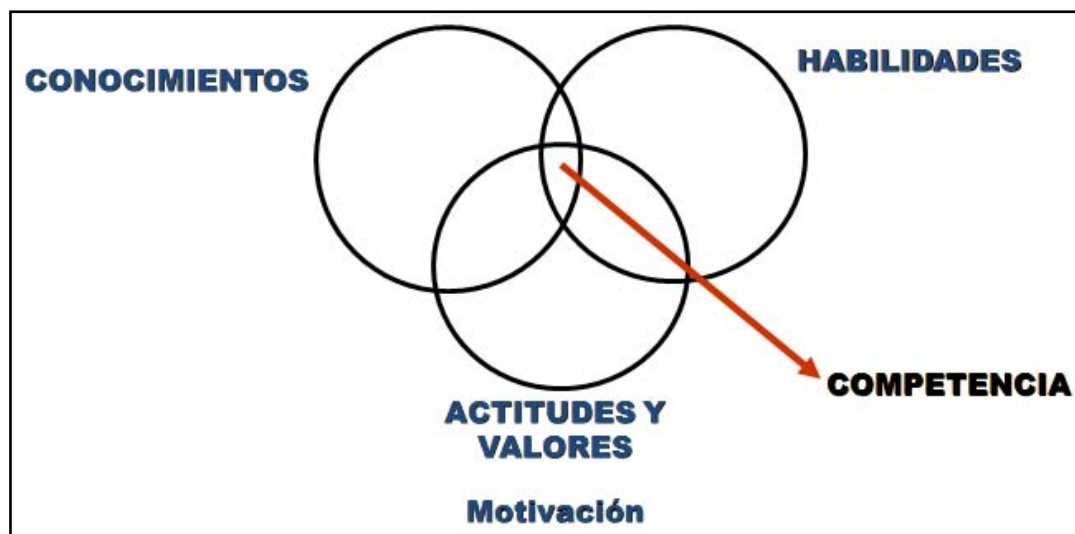 CONOCIMIENTOS
HABILIDADES
COMPETENCIA
ACTITUDES Y
VALORES
Motivación